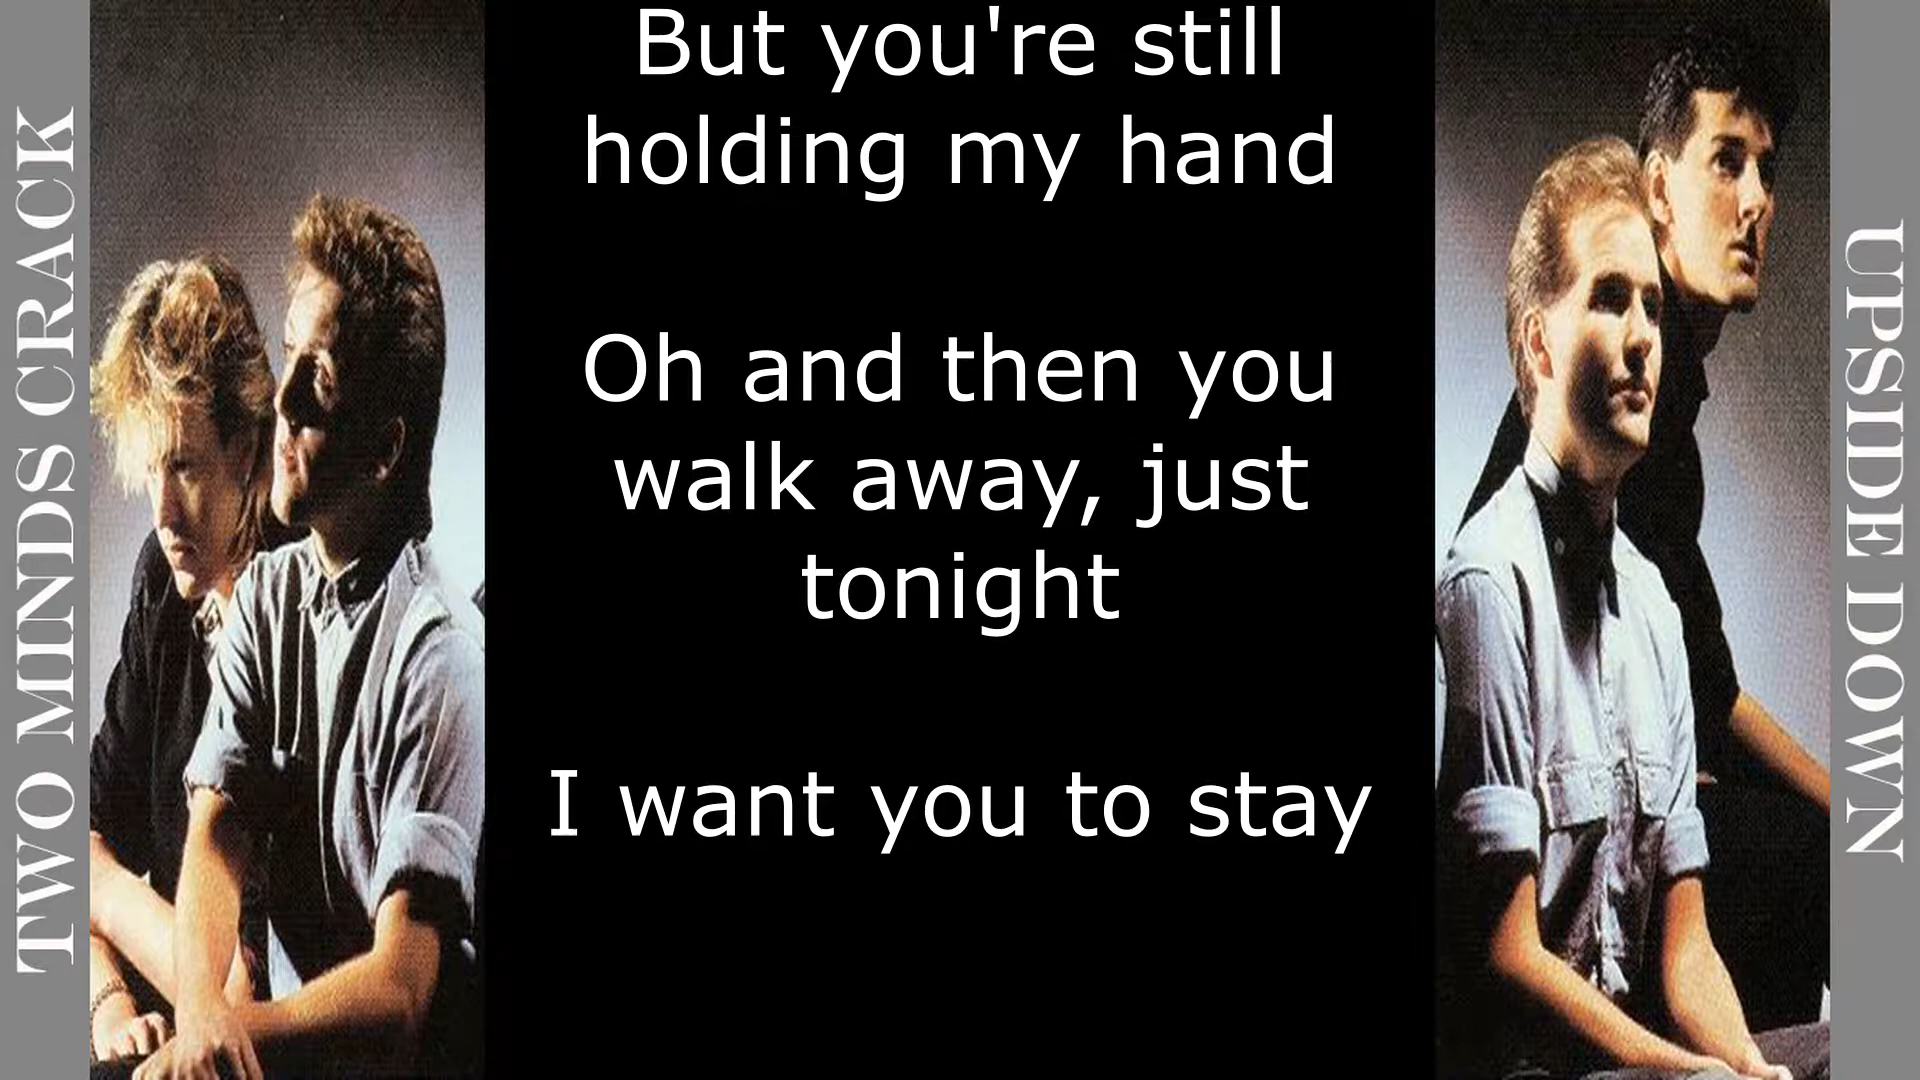 TWO MINDS CRACK
But you're still
holding my hand
Oh and then you
walk away, just
tonight
I want you to stay
UPSIDE DOWN